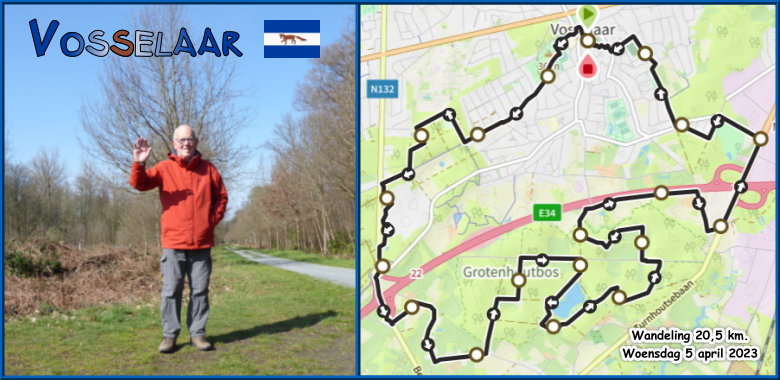 VOSSELAAR
Vosselaar
N132
E34
22
Grotenhoutbos
Turnhoutsebaan
Wandeling 20,5 km.
Woensdag 5 april 2023